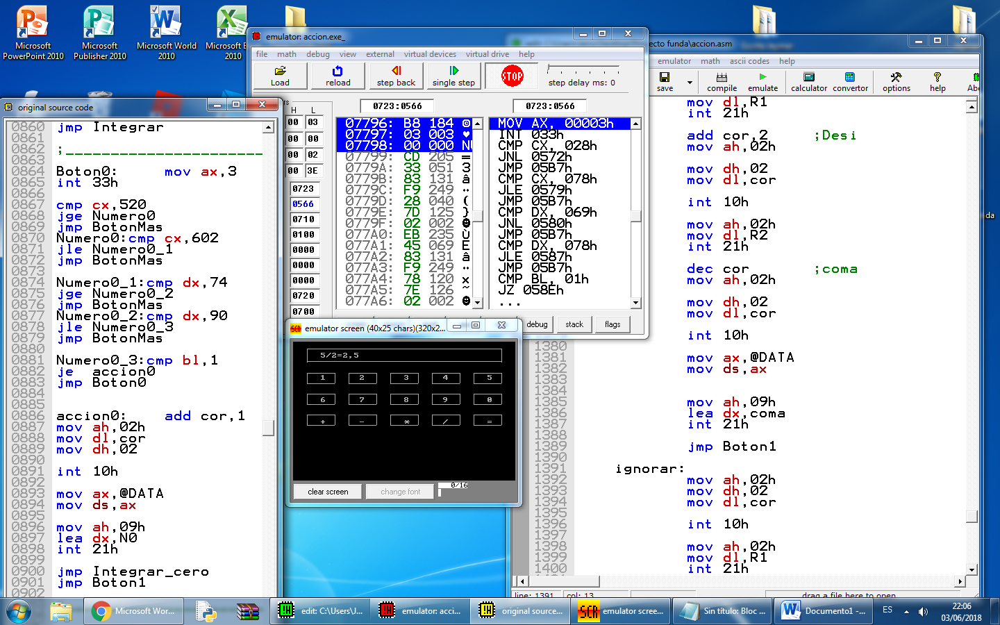 Microsoft PowerPoint 2010
Microsoft Publisher 2010
Microsoft World 2010
Microsoft E
2010
emulator: accion.exe_
file math debug view external virtual devices virtual drive help
Load reload step back single step STOP step delay ms: 0
H L
00 03
00 00
00 02
00 3E
0723
0566
0710
0100
0000
0000
0000
0720
0700
0723:0566 0723:0566
07796: B8 184
07797: 03 003 ♥
07798: 00 000 NU
07799: CD 205 =
0779A: 33 051 3
0779B: 83 131 â
0779C: F9 249 ··
0779D: 28 040 (
0779E: 7D 125 }
0779F: 02 002 ☻
077A0: EB 235 ù
077A1: 45 069 E
077A2: 83 131 â
077A3: F9 249 ··
077A4: 78 120 x
077A5: 7E 126 ~
077A6: 02 002 ☻
MOV AX, 00003h
INT 033h
CMP CX, 028h
JNL 0572h
JMP 05B7h
CMP CX, 078h
JLE 0579h
JMP 05B7h
CMP DX, 069h
JNL 0580h
JMP 05B7h
CMP DX, 078h
JLE 0587h
JMP 05B7h
CMP BL, 01h
JZ 058Eh
...
debug stack flags
original source code
0860 jmp Integrar
0861
0862 ;______________________
0863
0864 Boton0: mov ax,3
0865 int 33h
0866
0867 cmp cx,520
0868 jge Numero0
0869 jmp BotonMas
0870 Numero0:cmp cx,602
0871 jle Numero0_1
0872 jmp BotonMas
0873
0874 Numero0_1:cmp dx,74
0875 jge Numero0_2
0876 jmp BotonMas
0877 Numero0_2:cmp dx,90
0878 jle Numero0_3
0879 jmp BotonMas
0880
0881 Numero0_3:cmp bl,1
0882 je accion0
0883 jmp Boton0
0884
0885
0886 accion0: add cor,1
0887 mov ah,02h
0888 mov dl,cor
0889 mov dh,02
0890
0891 int 10h
0892
0893 mov ax,@DATA
0894 mov ds,ax
0895
0896 mov ah,09h
0897 lea dx,N0
0898 int 21h
0899
0900 jmp Integrar_cero
0901 jmp Boton1
0902
emulator screen (40x25 chars)(320x2...
5/2=2,5
1 2 3 4 5
6 7 8 9 0
+ - * / =
clear screen change font 0/16
ecto funda\accion.asm
emulator math ascii codes help
save compile emulate calculator convertor options help Abo
mov dl,R1
int 21h
add cor,2 ;Desi
mov ah,02h
mov dh,02
mov dl,cor
int 10h
mov ah,02h
mov dl,R2
int 21h
dec cor ;coma
mov ah,02h
mov dh,02
mov dl,cor
int 10h
1380
1381 mov ax,@DATA
1382 mov ds,ax
1383
1384
1385 mov ah,09h
1386 lea dx,coma
1387 int 21h
1388
1389 jmp Boton1
1390
1391 ignorar:
1392 mov ah,02h
1393 mov dh,02
1394 mov dl,cor
1395
1396 int 10h
1397
1398 mov ah,02h
1399 mov dl,R1
1400 int 21h
line: 1391 col: 13 drag a file here to open
da
Microsoft Wor...
edit: C:\Users\J...
emulator: acci...
original source...
emulator scree...
Sin título: Bloc ...
Documento1 -...
ES
22:06
03/06/2018